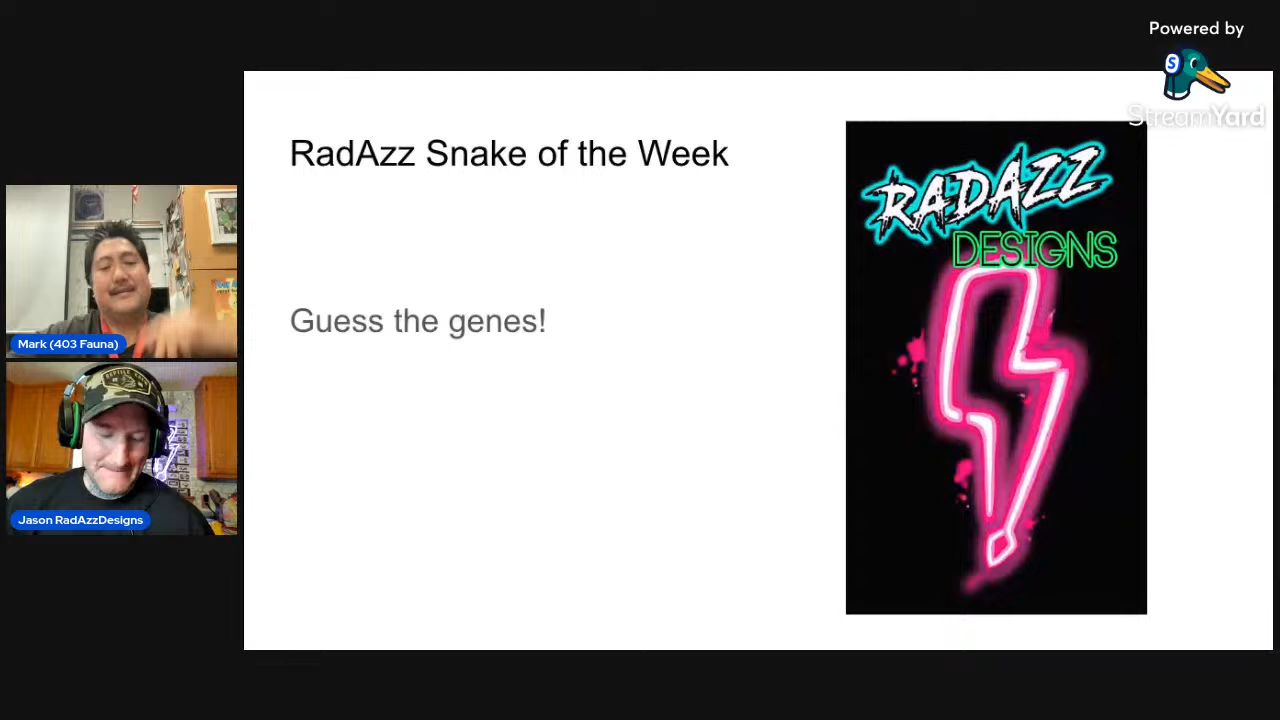 Powered by
StreamYard
RadAzz Snake of the Week
RADAZZ
DESIGNS
Guess the genes!
Mark (403 Fauna)
Jason RadAzzDesigns